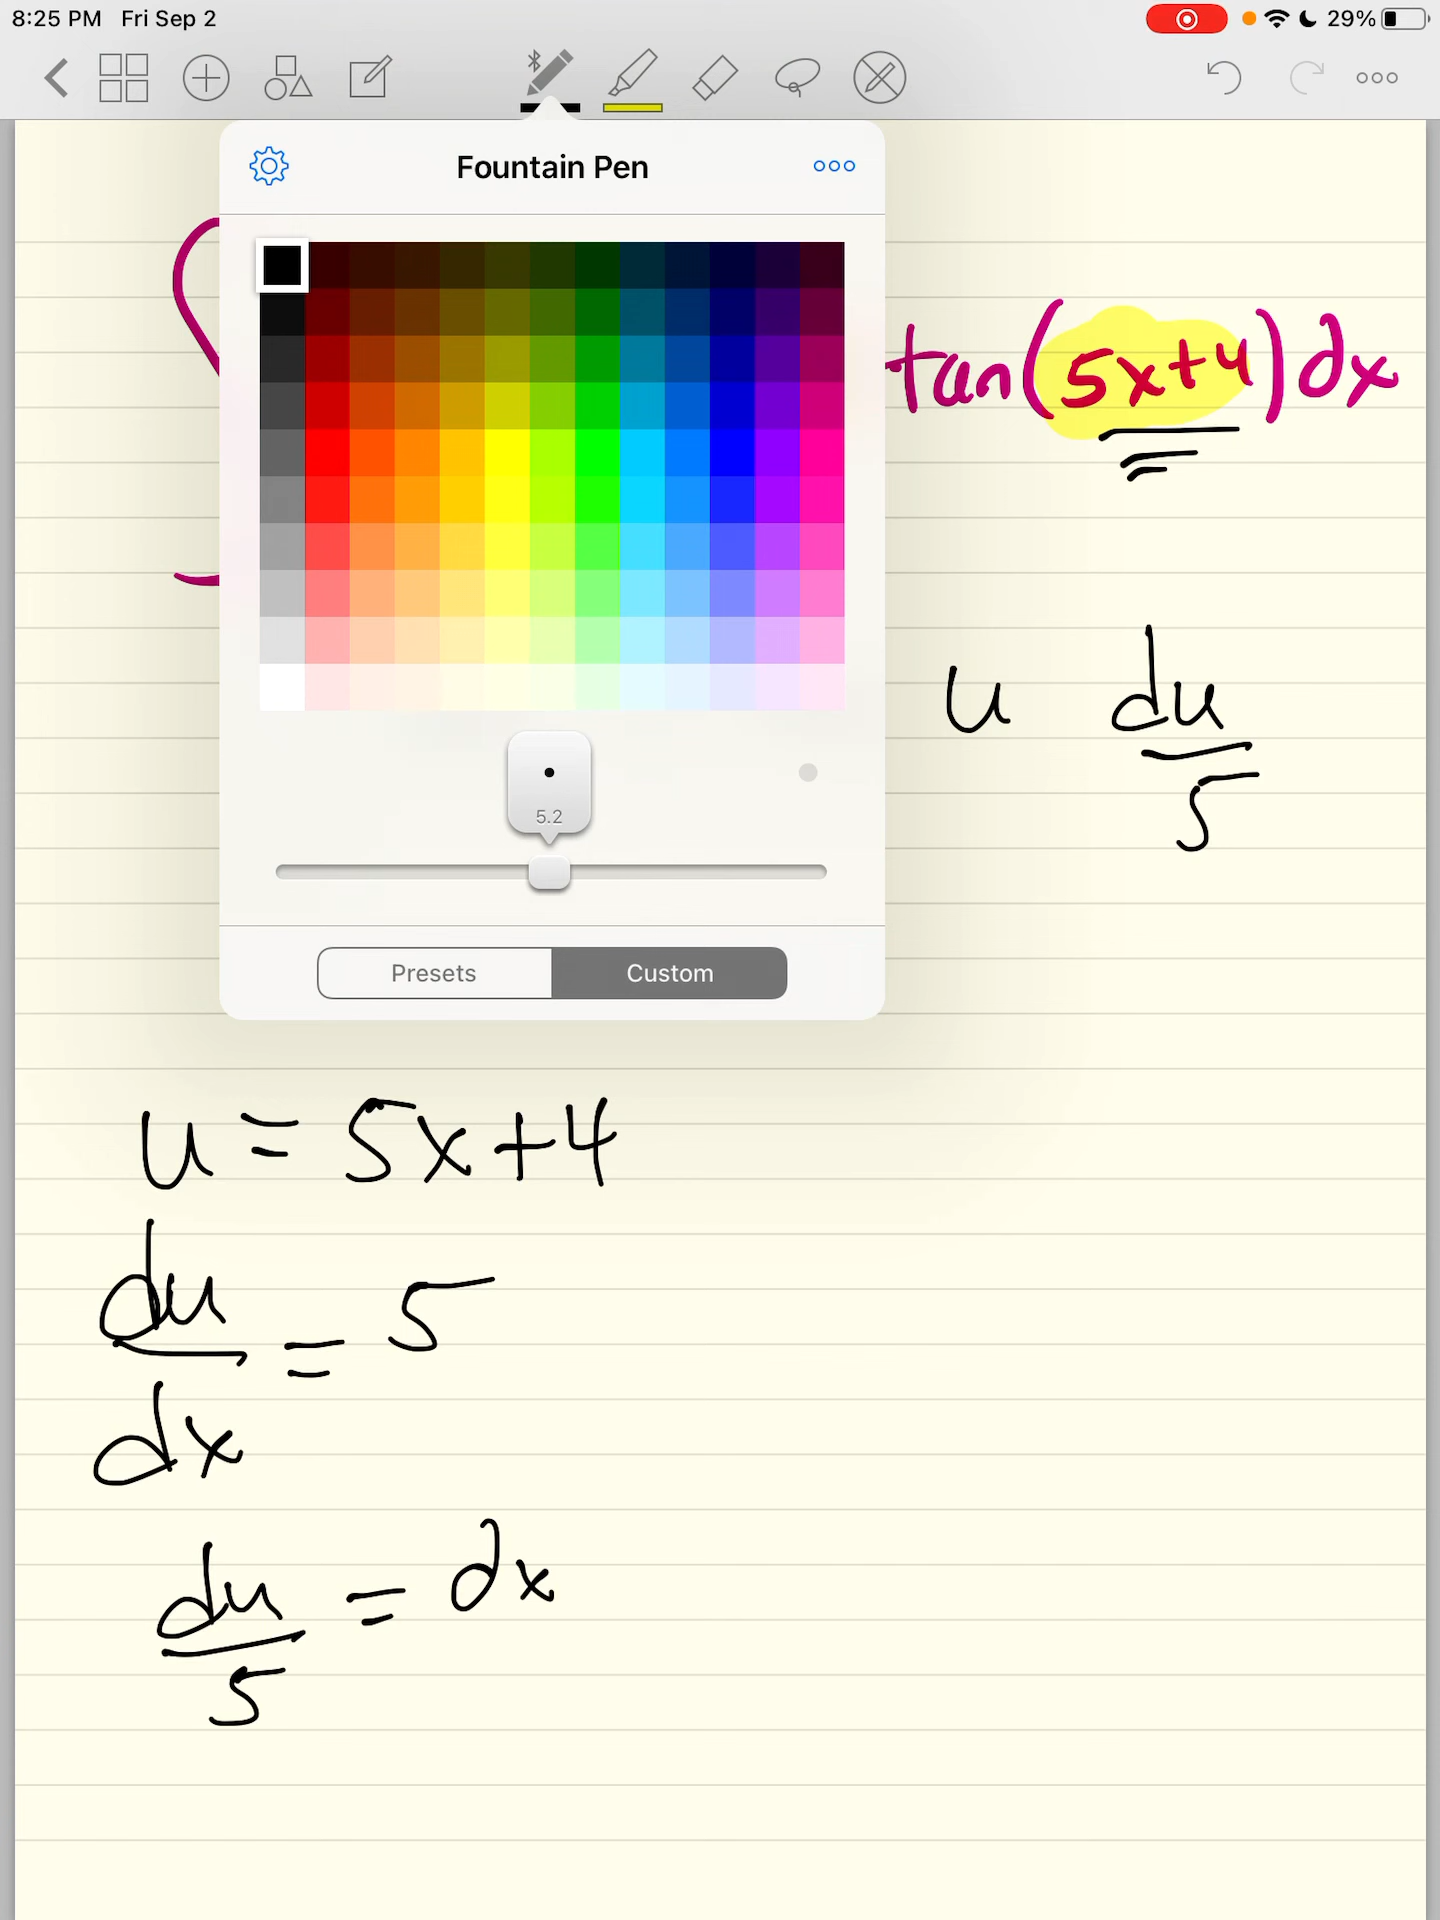 8:25 PM Fri Sep 2 29%
Fountain Pen
tan(5x+4)dx
u du
5
5.2
Presets Custom
u = 5x+4
du = 5
dx
du = dx
5